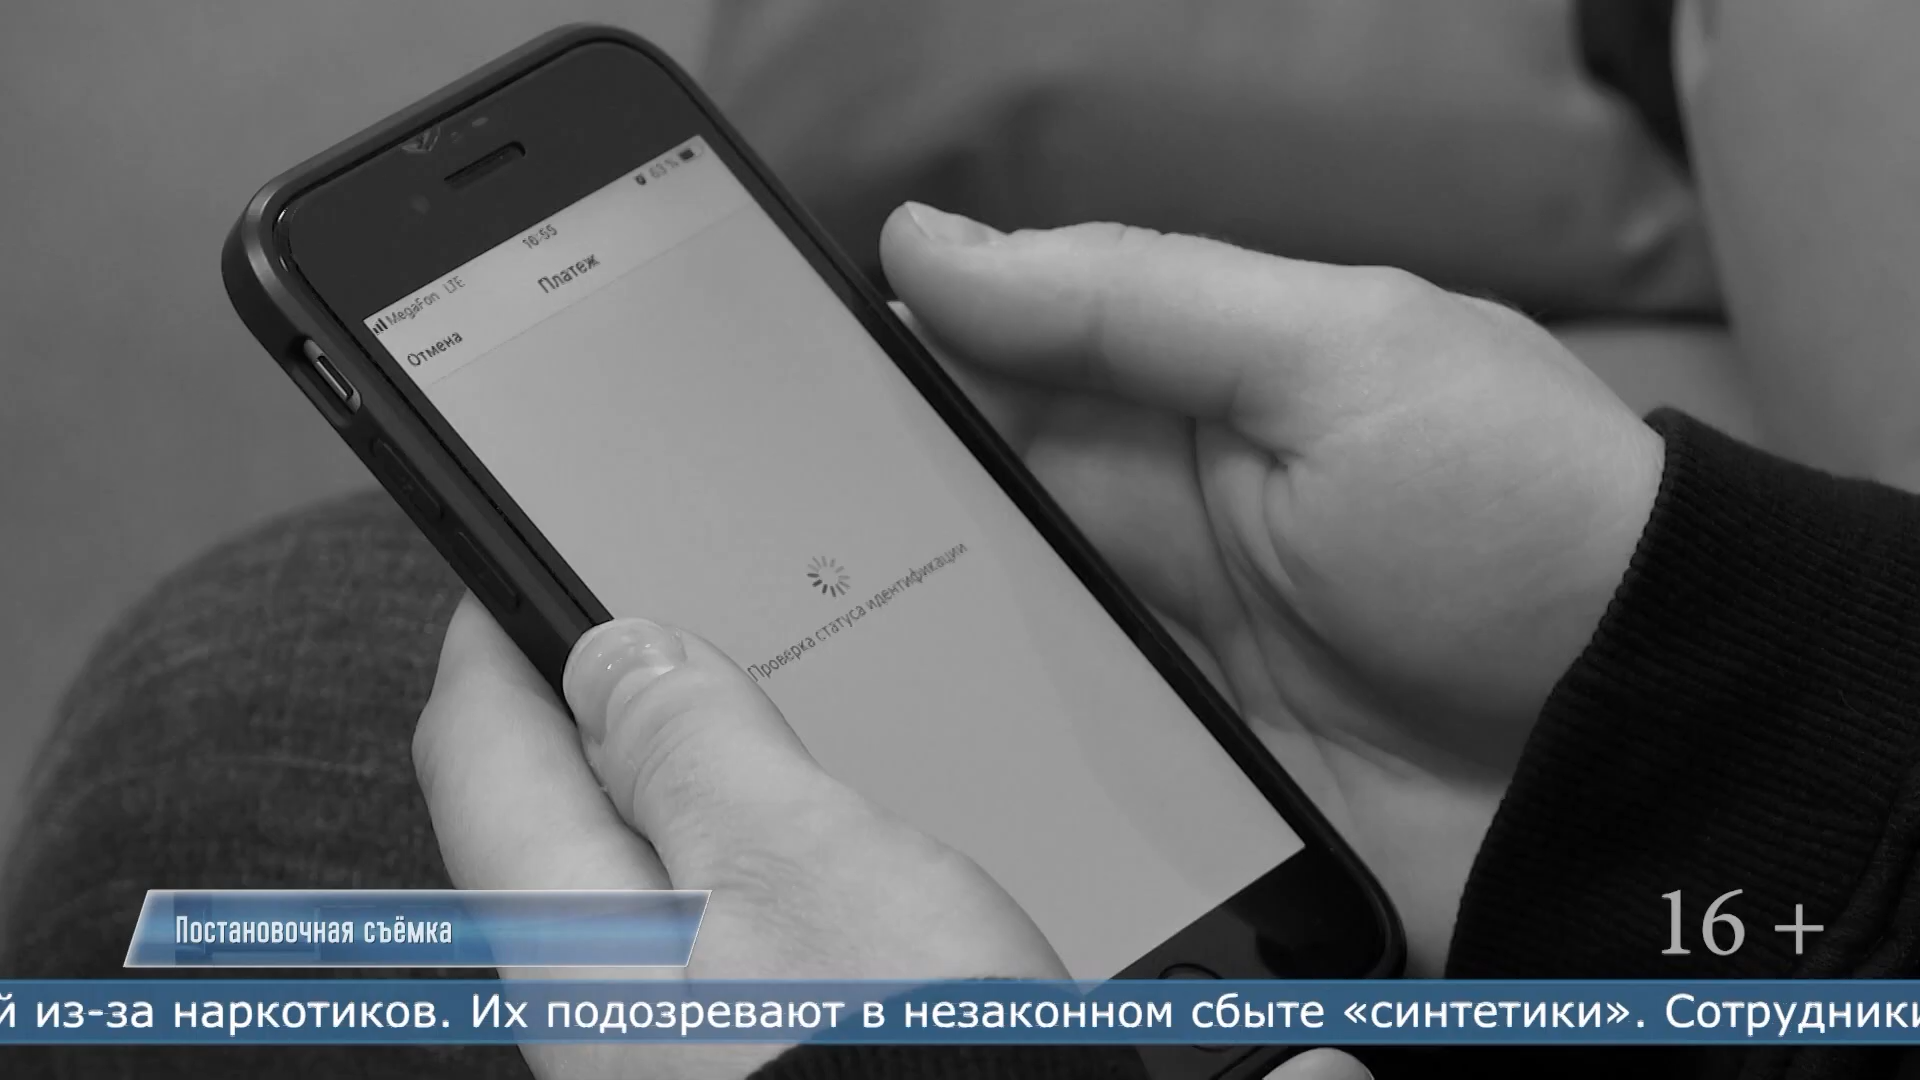 63 %
16:55
MegaFon LTE
Платеж
Отмена
Проверка статуса идентификации
Постановочная съёмка
16 +
й из-за наркотиков. Их подозревают в незаконном сбыте «синтетики». Сотрудники